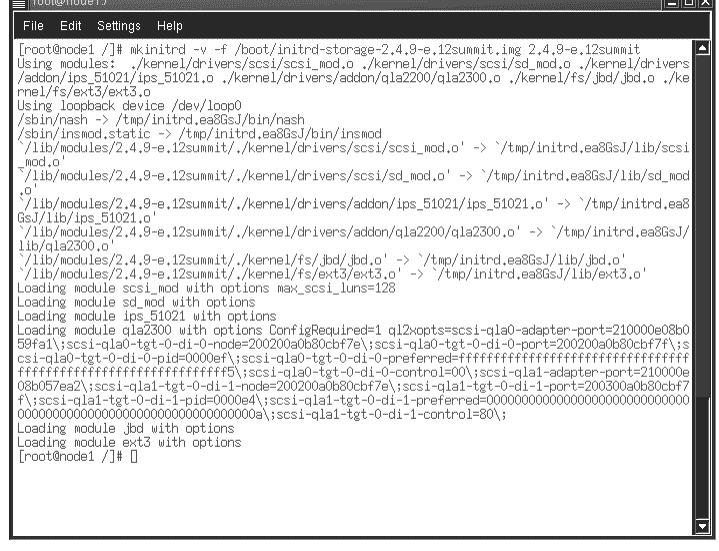 root@node1:/
File Edit Settings Help
[root@node1 /]# mkinitrd -v -f /boot/initrd-storage-2.4.9-e.12summit.img 2.4.9-e.12summit
Using modules:  ./kernel/drivers/scsi/scsi_mod.o ./kernel/drivers/scsi/sd_mod.o ./kernel/drivers
/addon/ips_51021/ips_51021.o ./kernel/drivers/addon/qla2200/qla2300.o ./kernel/fs/jbd/jbd.o ./ke
rnel/fs/ext3/ext3.o
Using loopback device /dev/loop0
/sbin/nash -> /tmp/initrd.ea8GsJ/bin/nash
/sbin/insmod.static -> /tmp/initrd.ea8GsJ/bin/insmod
`/lib/modules/2.4.9-e.12summit/./kernel/drivers/scsi/scsi_mod.o' -> `/tmp/initrd.ea8GsJ/lib/scsi
_mod.o'
`/lib/modules/2.4.9-e.12summit/./kernel/drivers/scsi/sd_mod.o' -> `/tmp/initrd.ea8GsJ/lib/sd_mod
.o'
`/lib/modules/2.4.9-e.12summit/./kernel/drivers/addon/ips_51021/ips_51021.o' -> `/tmp/initrd.ea8
GsJ/lib/ips_51021.o'
`/lib/modules/2.4.9-e.12summit/./kernel/drivers/addon/qla2200/qla2300.o' -> `/tmp/initrd.ea8GsJ/
lib/qla2300.o'
`/lib/modules/2.4.9-e.12summit/./kernel/fs/jbd/jbd.o' -> `/tmp/initrd.ea8GsJ/lib/jbd.o'
`/lib/modules/2.4.9-e.12summit/./kernel/fs/ext3/ext3.o' -> `/tmp/initrd.ea8GsJ/lib/ext3.o'
Loading module scsi_mod with options max_scsi_luns=128
Loading module sd_mod with options
Loading module ips_51021 with options
Loading module qla2300 with options ConfigRequired=1 ql2xopts=scsi-qla0-adapter-port=210000e08b0
59fa1\;scsi-qla0-tgt-0-di-0-node=200200a0b80cbf7e\;scsi-qla0-tgt-0-di-0-port=200200a0b80cbf7f\;s
csi-qla0-tgt-0-di-0-pid=0000ef\;scsi-qla0-tgt-0-di-0-preferred=fffffffffffffffffffffffffffffffff
fffffffffffffffffffffffffffffff5\;scsi-qla0-tgt-0-di-0-control=00\;scsi-qla1-adapter-port=210000e
08b057ea2\;scsi-qla1-tgt-0-di-1-node=200200a0b80cbf7e\;scsi-qla1-tgt-0-di-1-port=200300a0b80cbf7
f\;scsi-qla1-tgt-0-di-1-pid=0000e4\;scsi-qla1-tgt-0-di-1-preferred=00000000000000000000000000000
0000000000000000000000000000000000a\;scsi-qla1-tgt-0-di-1-control=80\;
Loading module jbd with options
Loading module ext3 with options
[root@node1 /]# []